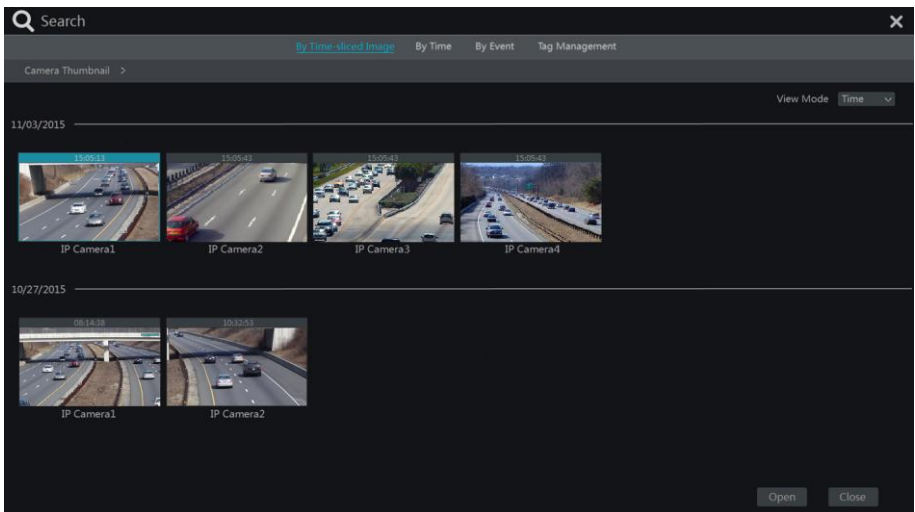 Search
By Time-sliced Image By Time By Event Tag Management
Camera Thumbnail >
View Mode Time
11/03/2015
15:05:13 15:05:43 15:05:43 15:05:43
IP Camera1 IP Camera2 IP Camera3 IP Camera4
10/27/2015
08:14:38 10:32:53
IP Camera1 IP Camera2
Open Close